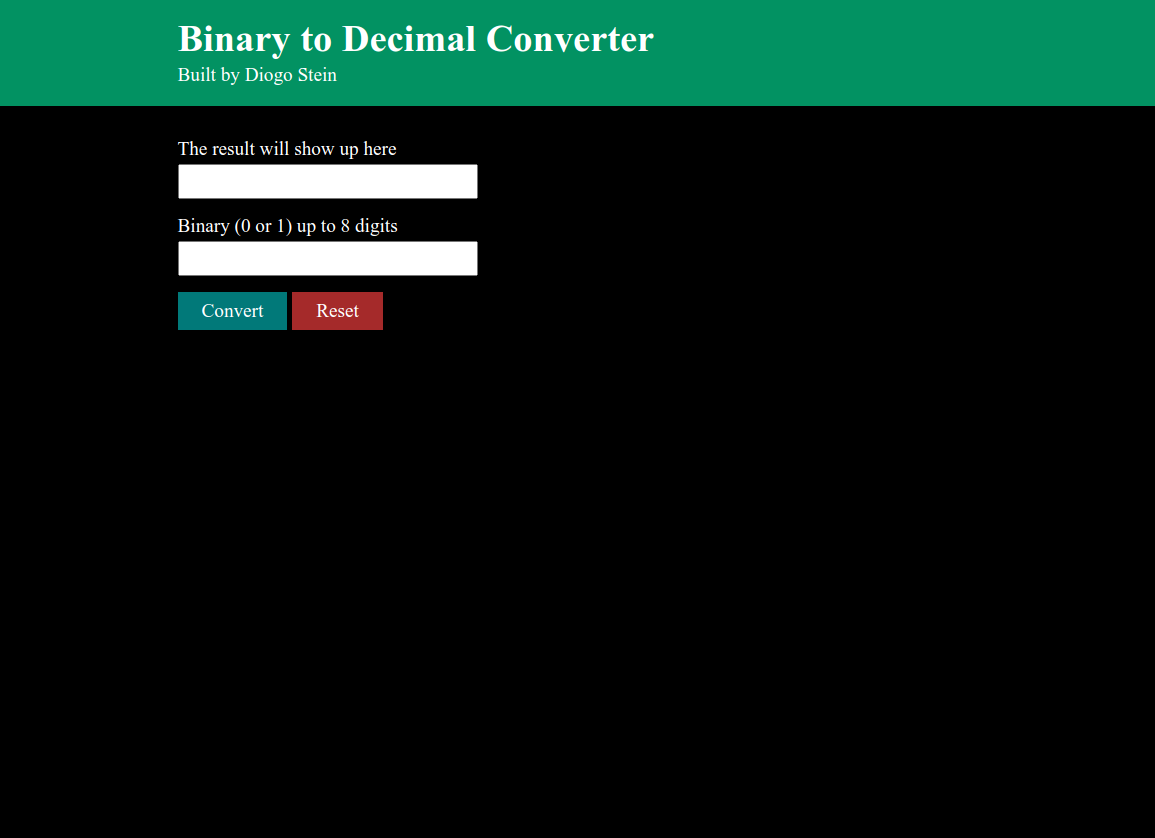 Binary to Decimal Converter
Built by Diogo Stein
The result will show up here
Binary (0 or 1) up to 8 digits
Convert Reset